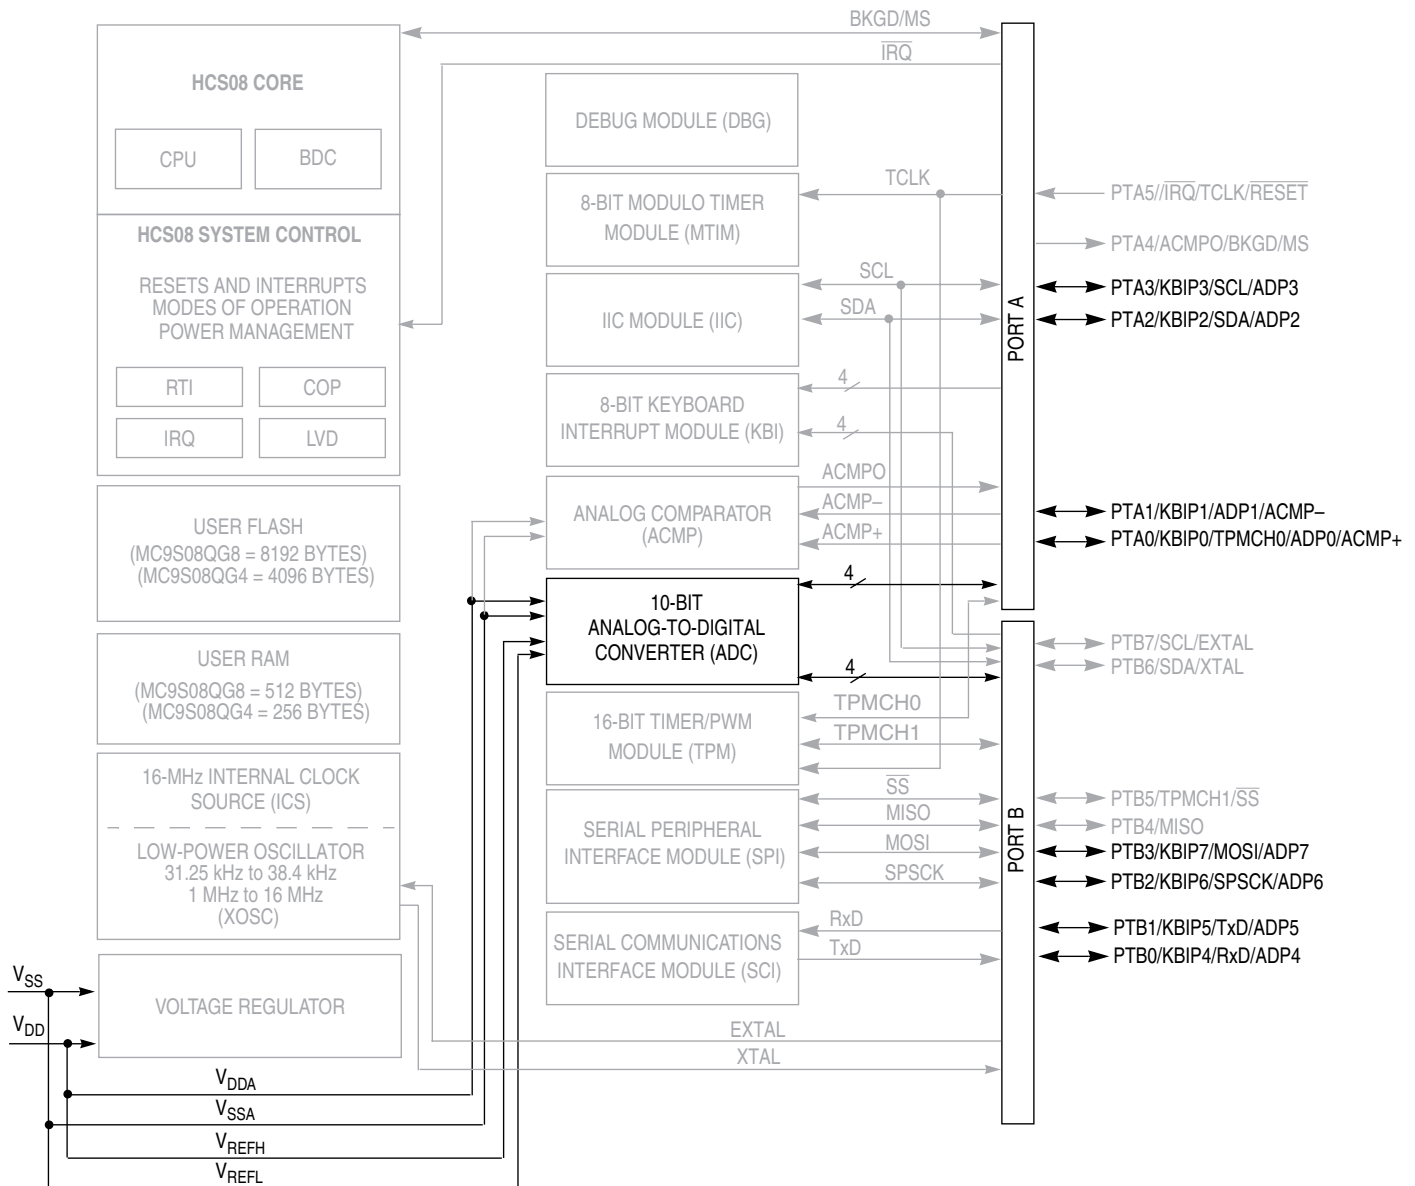 BKGD/MS
IRQ
HCS08 CORE
CPU
BDC
HCS08 SYSTEM CONTROL
RESETS AND INTERRUPTS
MODES OF OPERATION
POWER MANAGEMENT
RTI
COP
IRQ
LVD
USER FLASH
(MC9S08QG8 = 8192 BYTES)
(MC9S08QG4 = 4096 BYTES)
USER RAM
(MC9S08QG8 = 512 BYTES)
(MC9S08QG4 = 256 BYTES)
16-MHz INTERNAL CLOCK
SOURCE (ICS)
LOW-POWER OSCILLATOR
31.25 kHz to 38.4 kHz
1 MHz to 16 MHz
(XOSC)
VOLTAGE REGULATOR
VSS
VDD
VDDA
VSSA
VREFH
VREFL
DEBUG MODULE (DBG)
8-BIT MODULO TIMER
MODULE (MTIM)
TCLK
IIC MODULE (IIC)
SCL
SDA
8-BIT KEYBOARD
INTERRUPT MODULE (KBI)
4
4
ANALOG COMPARATOR
(ACMP)
ACMPO
ACMP–
ACMP+
10-BIT
ANALOG-TO-DIGITAL
CONVERTER (ADC)
4
4
16-BIT TIMER/PWM
MODULE (TPM)
TPMCH0
TPMCH1
SERIAL PERIPHERAL
INTERFACE MODULE (SPI)
SS
MISO
MOSI
SPSCK
SERIAL COMMUNICATIONS
INTERFACE MODULE (SCI)
RxD
TxD
EXTAL
XTAL
PORT A
PORT B
PTA5//IRQ/TCLK/RESET
PTA4/ACMPO/BKGD/MS
PTA3/KBIP3/SCL/ADP3
PTA2/KBIP2/SDA/ADP2
PTA1/KBIP1/ADP1/ACMP–
PTA0/KBIP0/TPMCH0/ADP0/ACMP+
PTB7/SCL/EXTAL
PTB6/SDA/XTAL
PTB5/TPMCH1/SS
PTB4/MISO
PTB3/KBIP7/MOSI/ADP7
PTB2/KBIP6/SPSCK/ADP6
PTB1/KBIP5/TxD/ADP5
PTB0/KBIP4/RxD/ADP4